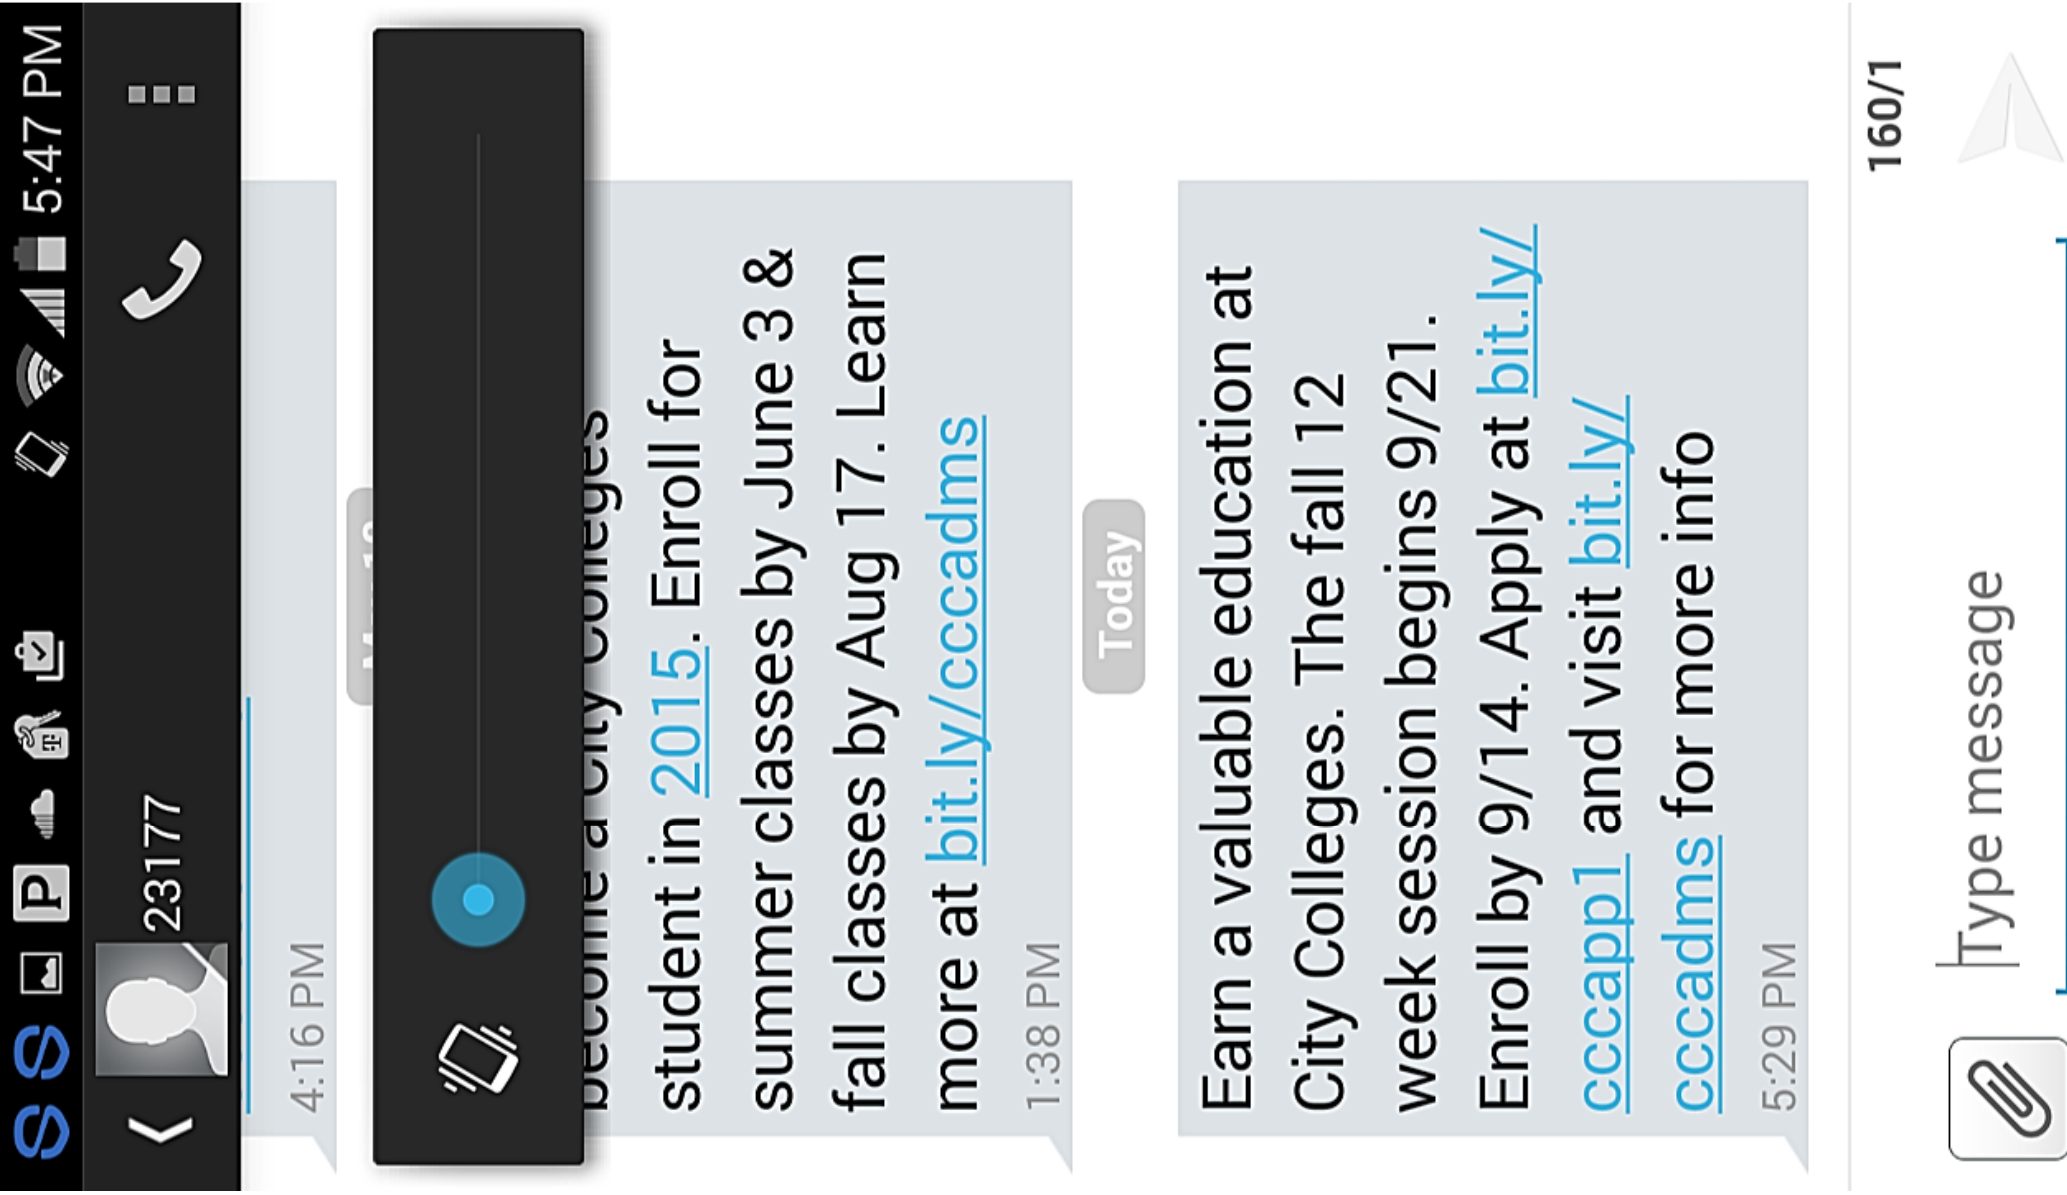 5:47 PM
23177
4:16 PM
become a City Colleges
student in 2015. Enroll for
summer classes by June 3 &
fall classes by Aug 17. Learn
more at bit.ly/cccadms
1:38 PM
Today
Earn a valuable education at
City Colleges. The fall 12
week session begins 9/21.
Enroll by 9/14. Apply at bit.ly/
cccapp1 and visit bit.ly/
cccadms for more info
5:29 PM
160/1
Type message